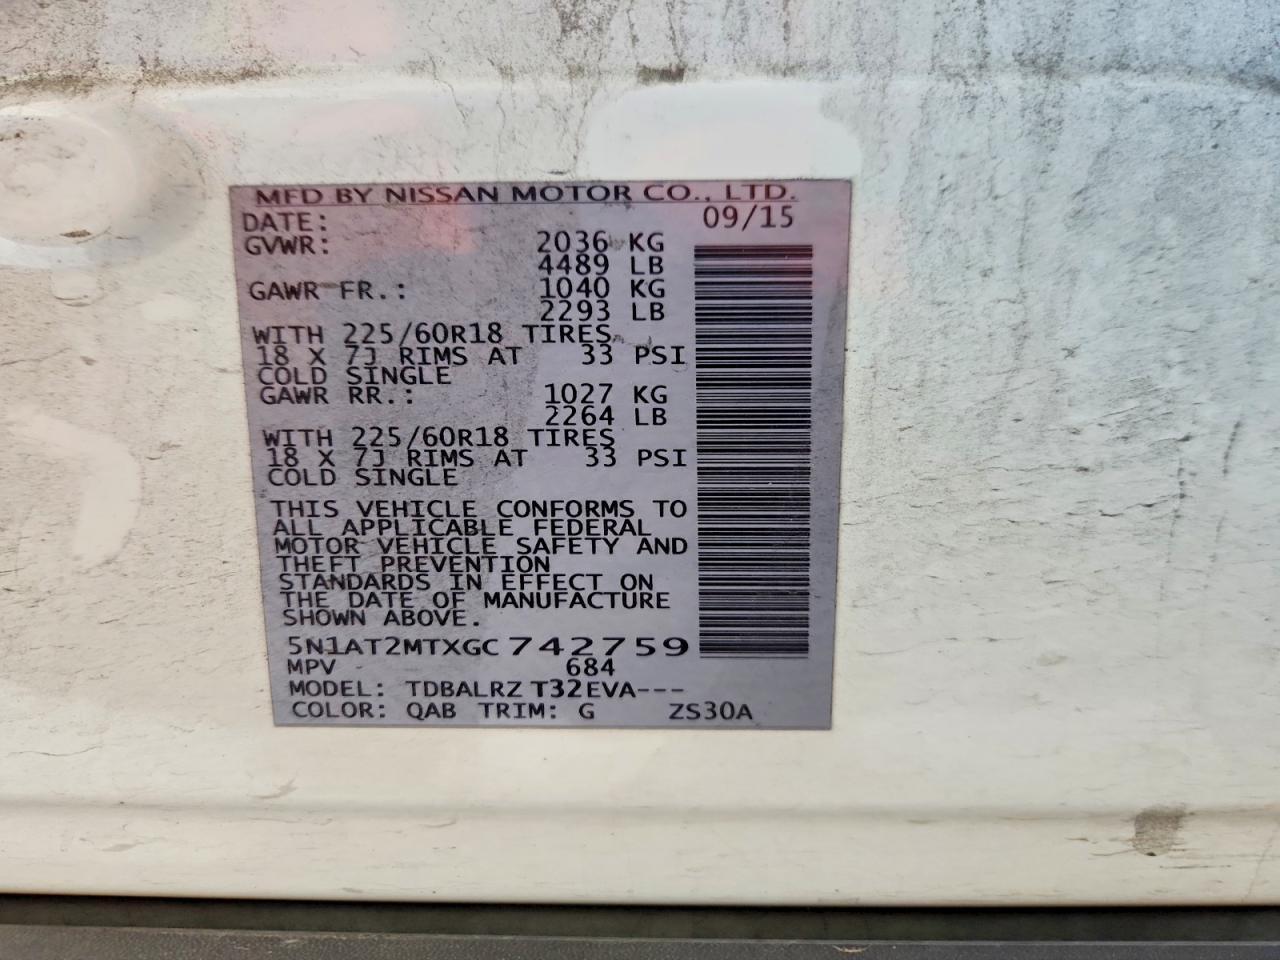 MFD BY NISSAN MOTOR CO., LTD.
DATE: 09/15
GVWR: 2036 KG
4489 LB
GAWR FR.: 1040 KG
2293 LB
WITH 225/60R18 TIRES
18 X 7J RIMS AT 33 PSI
COLD SINGLE
GAWR RR.: 1027 KG
2264 LB
WITH 225/60R18 TIRES
18 X 7J RIMS AT 33 PSI
COLD SINGLE
THIS VEHICLE CONFORMS TO
ALL APPLICABLE FEDERAL
MOTOR VEHICLE SAFETY AND
THEFT PREVENTION
STANDARDS IN EFFECT ON
THE DATE OF MANUFACTURE
SHOWN ABOVE.
5N1AT2MTXGC742759
MPV 684
MODEL: TDBALRZ T32EVA---
COLOR: QAB TRIM: G ZS30A